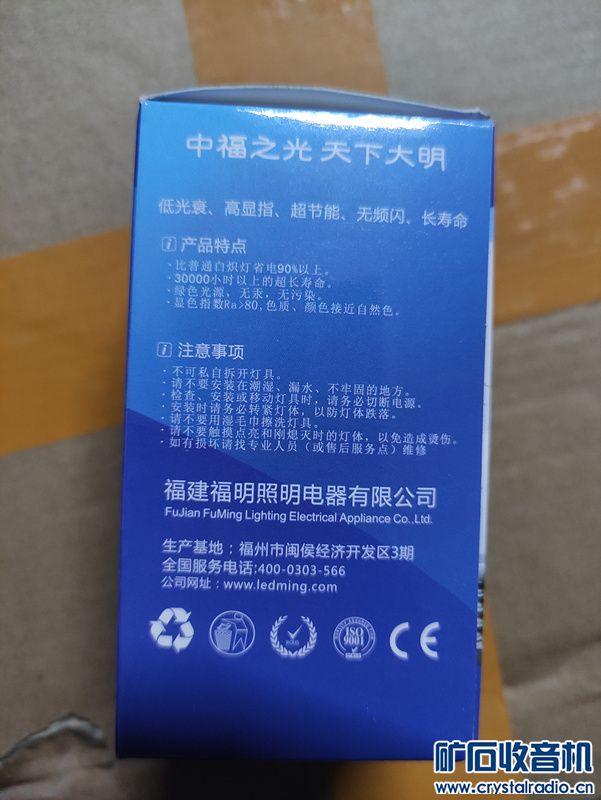 中福之光 天下大明
低光衰、高显指、超节能、无频闪、长寿命
i 产品特点
·比普通白炽灯省电90%以上。
·30000小时以上的超长寿命。
·绿色光源，无汞，无污染。
·显色指数Ra>80,色质、颜色接近自然色。
i 注意事项
·不可私自拆开灯具。
·请不要安装在潮湿、漏水、不牢固的地方。
·检查、安装或移动灯具时，请务必切断电源。
·安装时请务必转紧灯体，以防灯体跌落。
·请不要用湿毛巾擦洗灯具。
·请不要触摸点亮和刚熄灭时的灯体，以免造成烫伤。
·如有损坏请找专业人员（或售后服务点）维修
福建福明照明电器有限公司
FuJian FuMing Lighting Electrical Appliance Co.,Ltd.
生产基地：福州市闽侯经济开发区3期
全国服务电话:400-0303-566
公司网址：www.ledming.com
ROHS
ISO
9001
CE
矿石收音机
www.crystalradio.cn